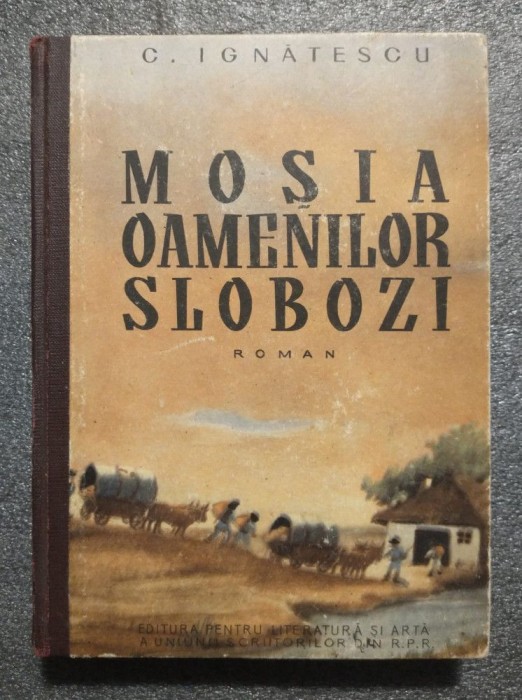 C. IGNĂTESCU
MOȘIA
OAMENILOR
SLOBOZI
ROMAN
EDITURA PENTRU LITERATURĂ ȘI ARTĂ
A UNIUNII SCRIITORILOR DIN R.P.R.